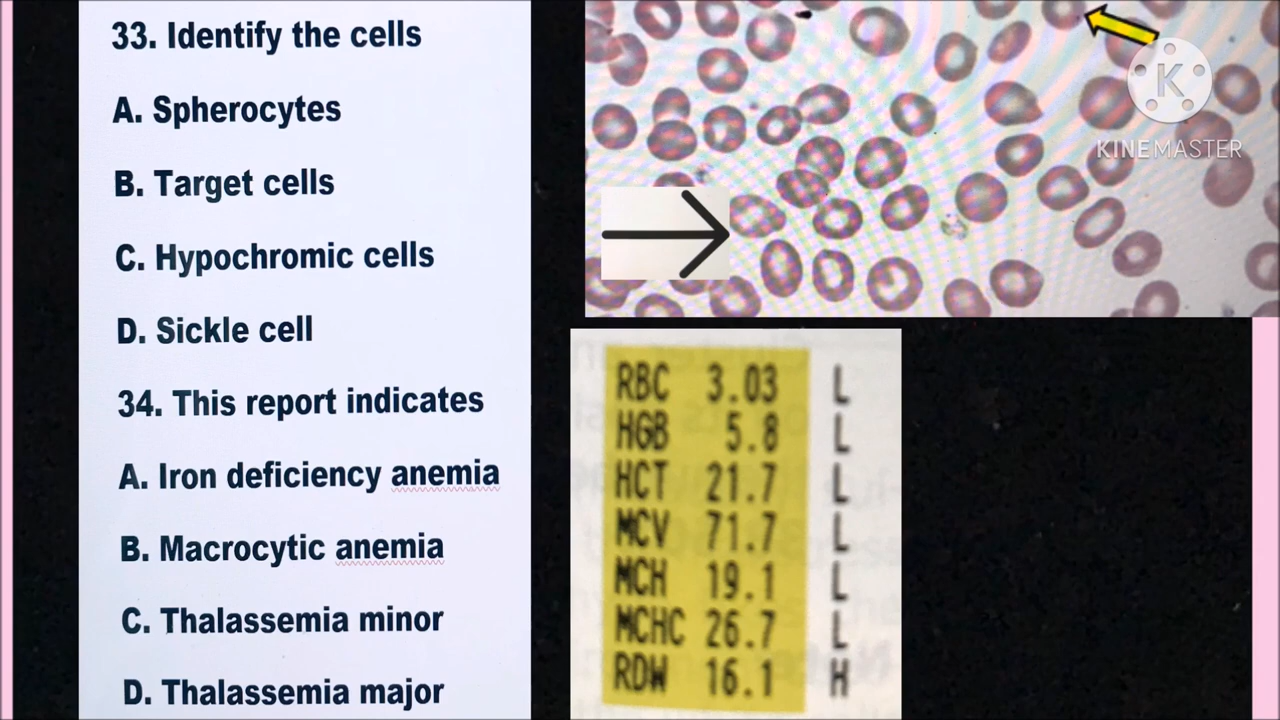 33. Identify the cells
A. Spherocytes
B. Target cells
C. Hypochromic cells
D. Sickle cell
34. This report indicates
A. Iron deficiency anemia
B. Macrocytic anemia
C. Thalassemia minor
D. Thalassemia major
K
KINEMASTER
RBC 3.03 L
HGB 5.8 L
HCT 21.7 L
MCV 71.7 L
MCH 19.1 L
MCHC 26.7 L
RDW 16.1 H